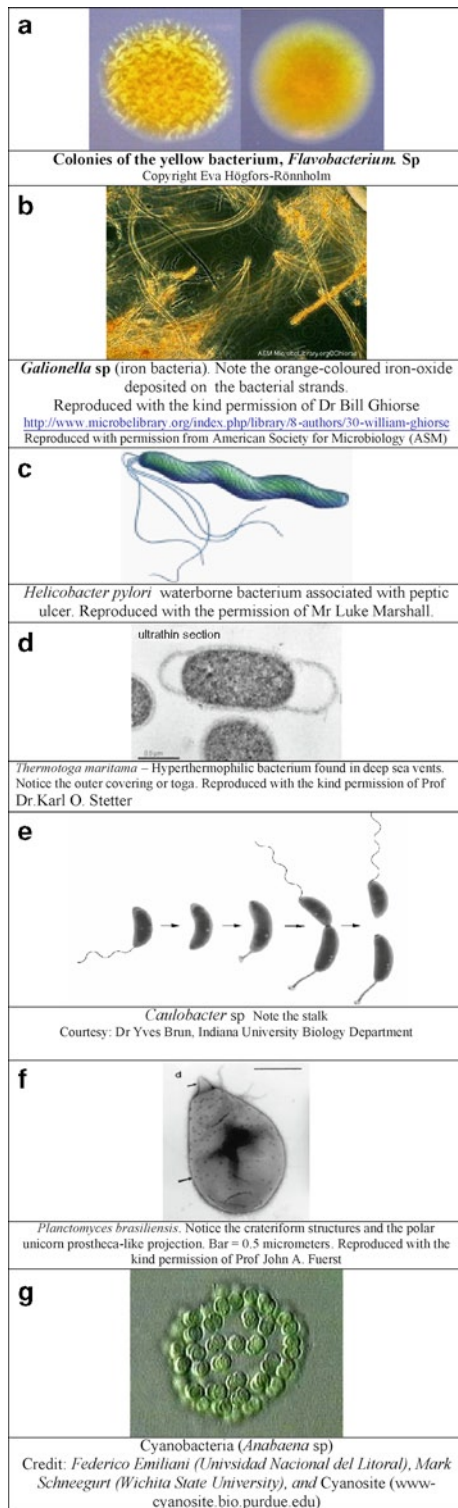 a
Colonies of the yellow bacterium, Flavobacterium. Sp
Copyright Eva Högfors-Rönnholm
b
ASM MicrobeLibrary.org©Ghiorse
Galionella sp (iron bacteria). Note the orange-coloured iron-oxide
deposited on the bacterial strands.
Reproduced with the kind permission of Dr Bill Ghiorse
http://www.microbelibrary.org/index.php/library/8-authors/30-william-ghiorse
Reproduced with permission from American Society for Microbiology (ASM)
c
Helicobacter pylori waterborne bacterium associated with peptic
ulcer. Reproduced with the permission of Mr Luke Marshall.
d
ultrathin section
0.5μm
Thermotoga maritama – Hyperthermophilic bacterium found in deep sea vents.
Notice the outer covering or toga. Reproduced with the kind permission of Prof
Dr.Karl O. Stetter
e
Caulobacter sp Note the stalk
Courtesy: Dr Yves Brun, Indiana University Biology Department
f
d
Planctomyces brasiliensis. Notice the crateriform structures and the polar
unicorn prostheca-like projection. Bar = 0.5 micrometers. Reproduced with the
kind permission of Prof John A. Fuerst
g
Cyanobacteria (Anabaena sp)
Credit: Federico Emiliani (Univsidad Nacional del Litoral), Mark
Schneegurt (Wichita State University), and Cyanosite (www-
cyanosite.bio.purdue.edu)